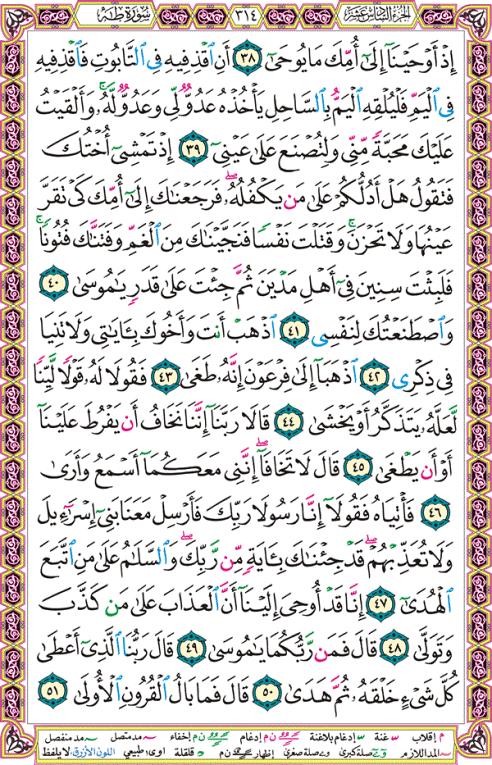 الجزء السادس عشر ٣١٤ سورة طه
إِذْ أَوْحَيْنَآ إِلَىٰٓ أُمِّكَ مَا يُوحَىٰٓ ٣٨ أَنِ ٱقْذِفِيهِ فِى ٱلتَّابُوتِ فَٱقْذِفِيهِ
فِى ٱلْيَمِّ فَلْيُلْقِهِ ٱلْيَمُّ بِٱلسَّاحِلِ يَأْخُذْهُ عَدُوٌّ لِّى وَعَدُوٌّ لَّهُۥ ۚ وَأَلْقَيْتُ
عَلَيْكَ مَحَبَّةً مِّنِّى وَلِتُصْنَعَ عَلَىٰ عَيْنِىٓ ٣٩ إِذْ تَمْشِىٓ أُخْتُكَ
فَتَقُولُ هَلْ أَدُلُّكُمْ عَلَىٰ مَن يَكْفُلُهُۥ ۖ فَرَجَعْنَٰكَ إِلَىٰٓ أُمِّكَ كَىْ تَقَرَّ
عَيْنُهَا وَلَا تَحْزَنَ ۚ وَقَتَلْتَ نَفْسًا فَنَجَّيْنَٰكَ مِنَ ٱلْغَمِّ وَفَتَنَّٰكَ فُتُونًا ۚ
فَلَبِثْتَ سِنِينَ فِىٓ أَهْلِ مَدْيَنَ ثُمَّ جِئْتَ عَلَىٰ قَدَرٍ يَٰمُوسَىٰ ٤٠
وَٱصْطَنَعْتُكَ لِنَفْسِى ٤١ ٱذْهَبْ أَنتَ وَأَخُوكَ بِـَٔايَٰتِى وَلَا تَنِيَا
فِى ذِكْرِى ٤٢ ٱذْهَبَآ إِلَىٰ فِرْعَوْنَ إِنَّهُۥ طَغَىٰ ٤٣ فَقُولَا لَهُۥ قَوْلًا لَّيِّنًا
لَّعَلَّهُۥ يَتَذَكَّرُ أَوْ يَخْشَىٰ ٤٤ قَالَا رَبَّنَآ إِنَّنَا نَخَافُ أَن يَفْرُطَ عَلَيْنَآ
أَوْ أَن يَطْغَىٰ ٤٥ قَالَ لَا تَخَافَآ ۖ إِنَّنِى مَعَكُمَآ أَسْمَعُ وَأَرَىٰ
٤٦ فَأْتِيَاهُ فَقُولَآ إِنَّا رَسُولَا رَبِّكَ فَأَرْسِلْ مَعَنَا بَنِىٓ إِسْرَٰٓءِيلَ
وَلَا تُعَذِّبْهُمْ ۖ قَدْ جِئْنَٰكَ بِـَٔايَةٍ مِّن رَّبِّكَ ۖ وَٱلسَّلَٰمُ عَلَىٰ مَنِ ٱتَّبَعَ
ٱلْهُدَىٰٓ ٤٧ إِنَّا قَدْ أُوحِىَ إِلَيْنَآ أَنَّ ٱلْعَذَابَ عَلَىٰ مَن كَذَّبَ
وَتَوَلَّىٰ ٤٨ قَالَ فَمَن رَّبُّكُمَا يَٰمُوسَىٰ ٤٩ قَالَ رَبُّنَا ٱلَّذِىٓ أَعْطَىٰ
كُلَّ شَىْءٍ خَلْقَهُۥ ثُمَّ هَدَىٰ ٥٠ قَالَ فَمَا بَالُ ٱلْقُرُونِ ٱلْأُولَىٰ ٥١
م إقلاب غنة ن م إدغام إدغام بلاغنة ن م إخفاء مد متصل مد منفصل
المد اللازم صلة كبرى صلة صغرى إظهار ن م قلقلة اوى: طبيعي اللون الأزرق: لا يلفظ